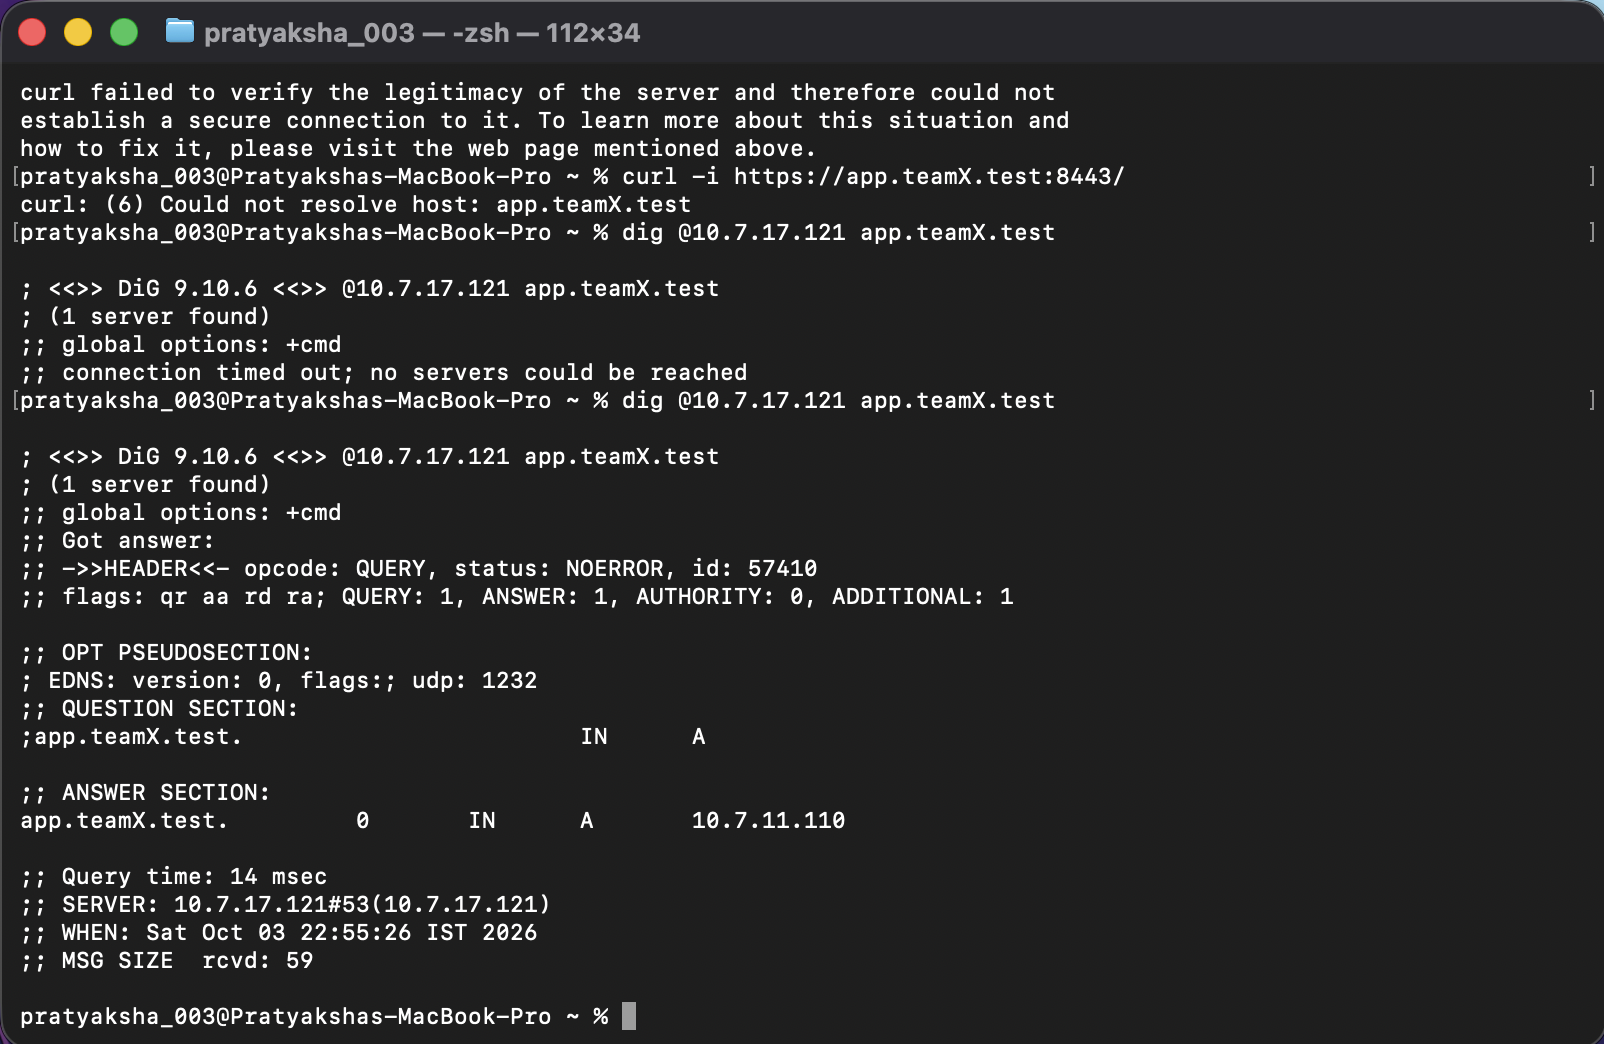 pratyaksha_003 — -zsh — 112×34
curl failed to verify the legitimacy of the server and therefore could not
establish a secure connection to it. To learn more about this situation and
how to fix it, please visit the web page mentioned above.
[pratyaksha_003@Pratyakshas-MacBook-Pro ~ % curl -i https://app.teamX.test:8443/ ]
curl: (6) Could not resolve host: app.teamX.test
[pratyaksha_003@Pratyakshas-MacBook-Pro ~ % dig @10.7.17.121 app.teamX.test ]
; <<>> DiG 9.10.6 <<>> @10.7.17.121 app.teamX.test
; (1 server found)
;; global options: +cmd
;; connection timed out; no servers could be reached
[pratyaksha_003@Pratyakshas-MacBook-Pro ~ % dig @10.7.17.121 app.teamX.test ]
; <<>> DiG 9.10.6 <<>> @10.7.17.121 app.teamX.test
; (1 server found)
;; global options: +cmd
;; Got answer:
;; ->>HEADER<<- opcode: QUERY, status: NOERROR, id: 57410
;; flags: qr aa rd ra; QUERY: 1, ANSWER: 1, AUTHORITY: 0, ADDITIONAL: 1
;; OPT PSEUDOSECTION:
; EDNS: version: 0, flags:; udp: 1232
;; QUESTION SECTION:
;app.teamX.test. IN A
;; ANSWER SECTION:
app.teamX.test. 0 IN A 10.7.11.110
;; Query time: 14 msec
;; SERVER: 10.7.17.121#53(10.7.17.121)
;; WHEN: Sat Oct 03 22:55:26 IST 2026
;; MSG SIZE  rcvd: 59
pratyaksha_003@Pratyakshas-MacBook-Pro ~ %